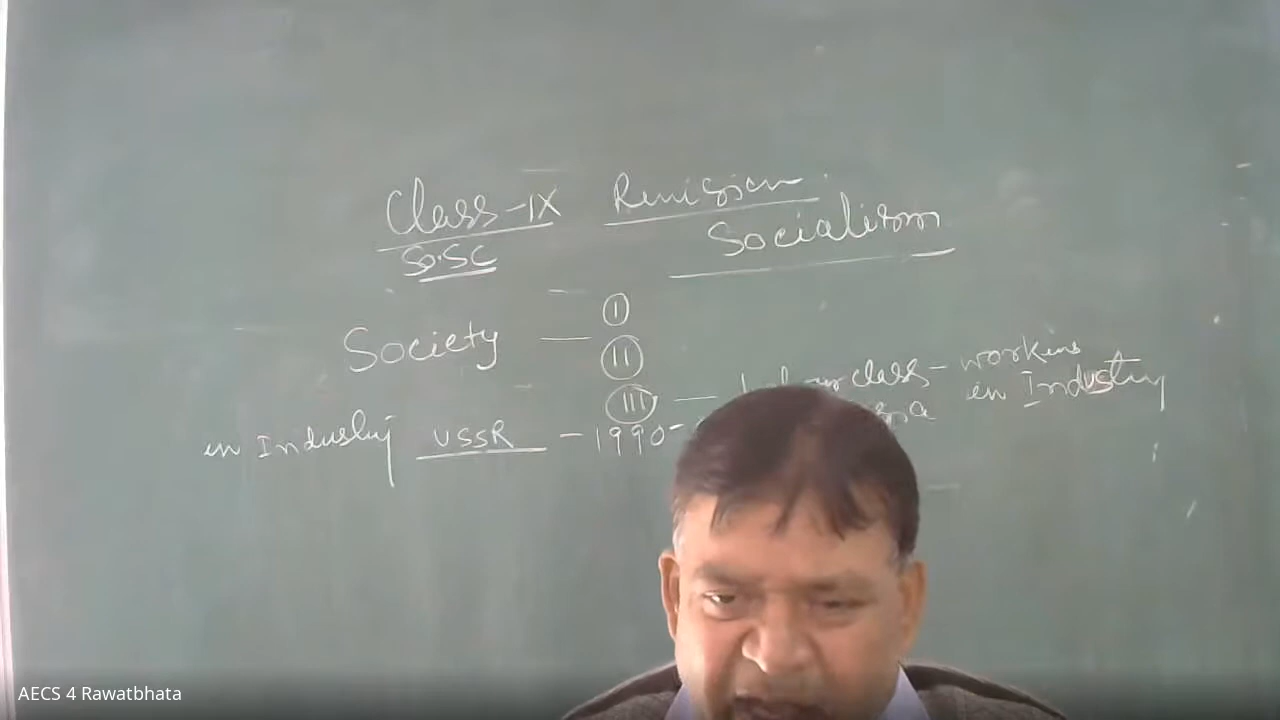 Class-IX Revision
So.SC Socialism
Society — I
II
III — Labour class - working
in Industry USSR - 1990- in Industry
AECS 4 Rawatbhata